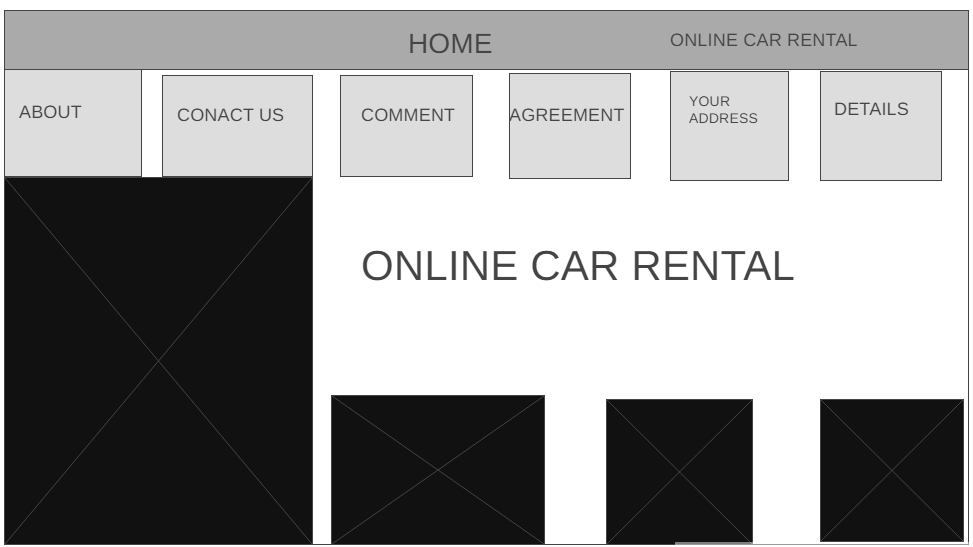 HOME
ONLINE CAR RENTAL
ABOUT
CONACT US
COMMENT
AGREEMENT
YOUR
ADDRESS
DETAILS
ONLINE CAR RENTAL